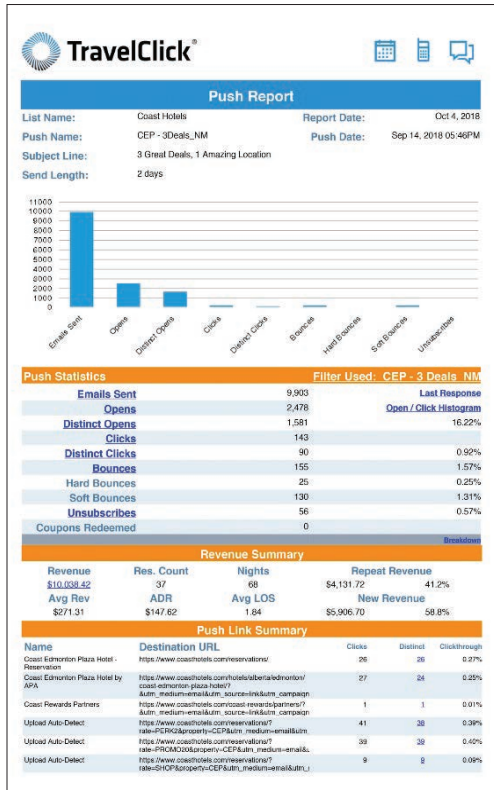 TravelClick®
Push Report
List Name: Coast Hotels Report Date: Oct 4, 2018
Push Name: CEP - 3Deals_NM Push Date: Sep 14, 2018 05:46PM
Subject Line: 3 Great Deals, 1 Amazing Location
Send Length: 2 days
11000
10000
9000
8000
7000
6000
5000
4000
3000
2000
1000
0
Emails Sent Opens Distinct Opens Clicks Distinct Clicks Bounces Hard Bounces Soft Bounces Unsubscribes
Push Statistics Filter Used: CEP - 3 Deals_NM
Emails Sent 9,903 Last Response
Opens 2,478 Open / Click Histogram
Distinct Opens 1,581 16.22%
Clicks 143
Distinct Clicks 90 0.92%
Bounces 155 1.57%
Hard Bounces 25 0.25%
Soft Bounces 130 1.31%
Unsubscribes 56 0.57%
Coupons Redeemed 0
Breakdown
Revenue Summary
Revenue Res. Count Nights Repeat Revenue
$10,038.42 37 68 $4,131.72 41.2%
Avg Rev ADR Avg LOS New Revenue
$271.31 $147.62 1.84 $5,906.70 58.8%
Push Link Summary
Name Destination URL Clicks Distinct Clickthrough
Coast Edmonton Plaza Hotel - https://www.coasthotels.com/reservations/ 26 26 0.27%
Reservation
Coast Edmonton Plaza Hotel by https://www.coasthotels.com/hotels/alberta/edmonton/ 27 24 0.25%
APA coast-edmonton-plaza-hotel/?
&utm_medium=email&utm_source=link&utm_campaign
Coast Rewards Partners https://www.coasthotels.com/coast-rewards/partners/? 1 1 0.01%
&utm_medium=email&utm_source=link&utm_campaign
Upload Auto-Detect https://www.coasthotels.com/reservations/? 41 38 0.39%
rate=PERK2&property=CEP&utm_medium=email&utm_
Upload Auto-Detect https://www.coasthotels.com/reservations/? 39 39 0.40%
rate=PROMO20&property=CEP&utm_medium=email&u
Upload Auto-Detect https://www.coasthotels.com/reservations/? 9 9 0.09%
rate=SHOP&property=CEP&utm_medium=email&utm_